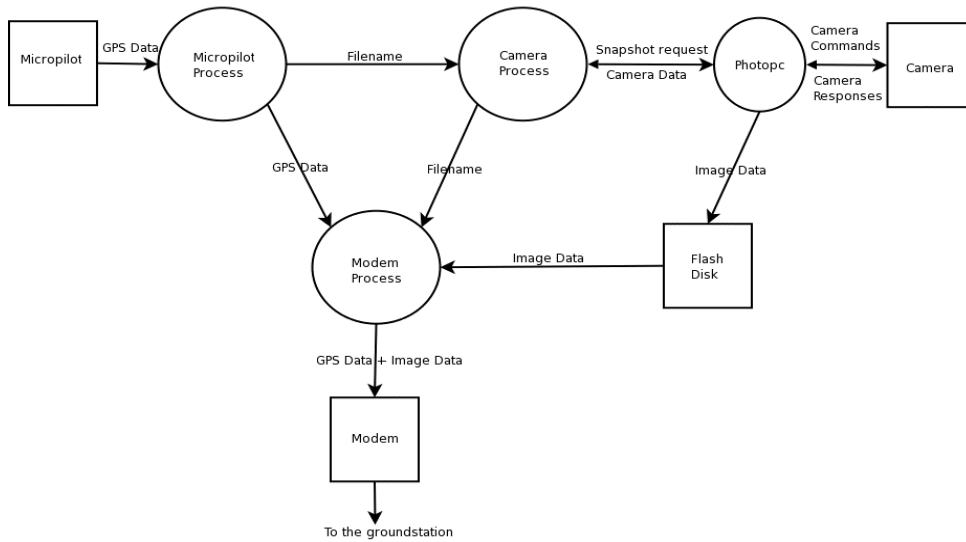 Micropilot
GPS Data
Micropilot
Process
Filename
Camera
Process
Snapshot request
Camera Data
Photopc
Camera
Commands
Camera
Responses
Camera
GPS Data
Filename
Image Data
Modem
Process
Image Data
Flash
Disk
GPS Data + Image Data
Modem
To the groundstation